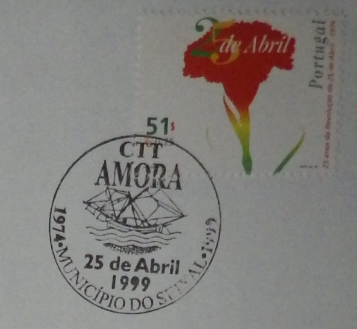 25 de Abril
Portugal
25 anos da Revolução de 25 de Abril 1974
51$
CTT
AMORA
25 de Abril
1999
1974 • MUNICÍPIO DO SEIXAL • 1999